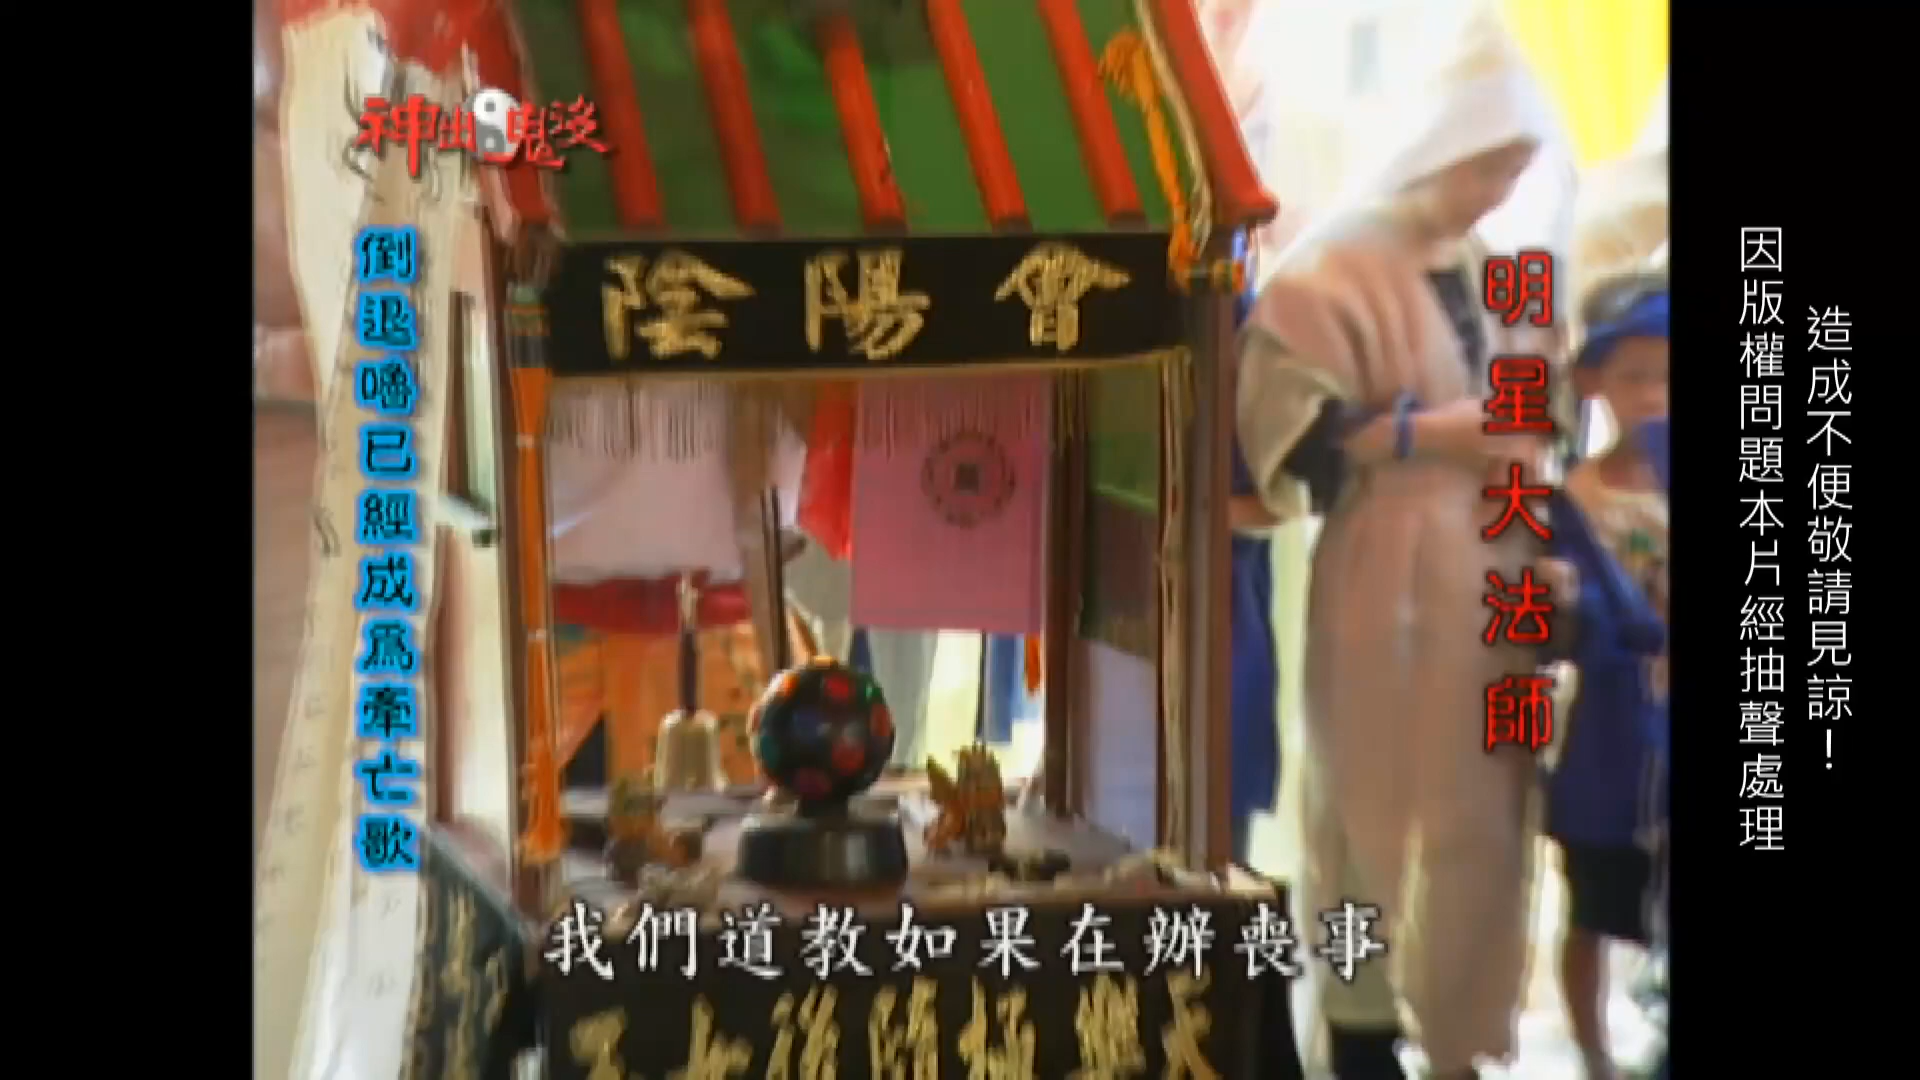 神出鬼沒
倒退嚕已經成為牽亡歌
陰陽會
明星大法師
我們道教如果在辦喪事
因版權問題本片經抽聲處理
造成不便敬請見諒！